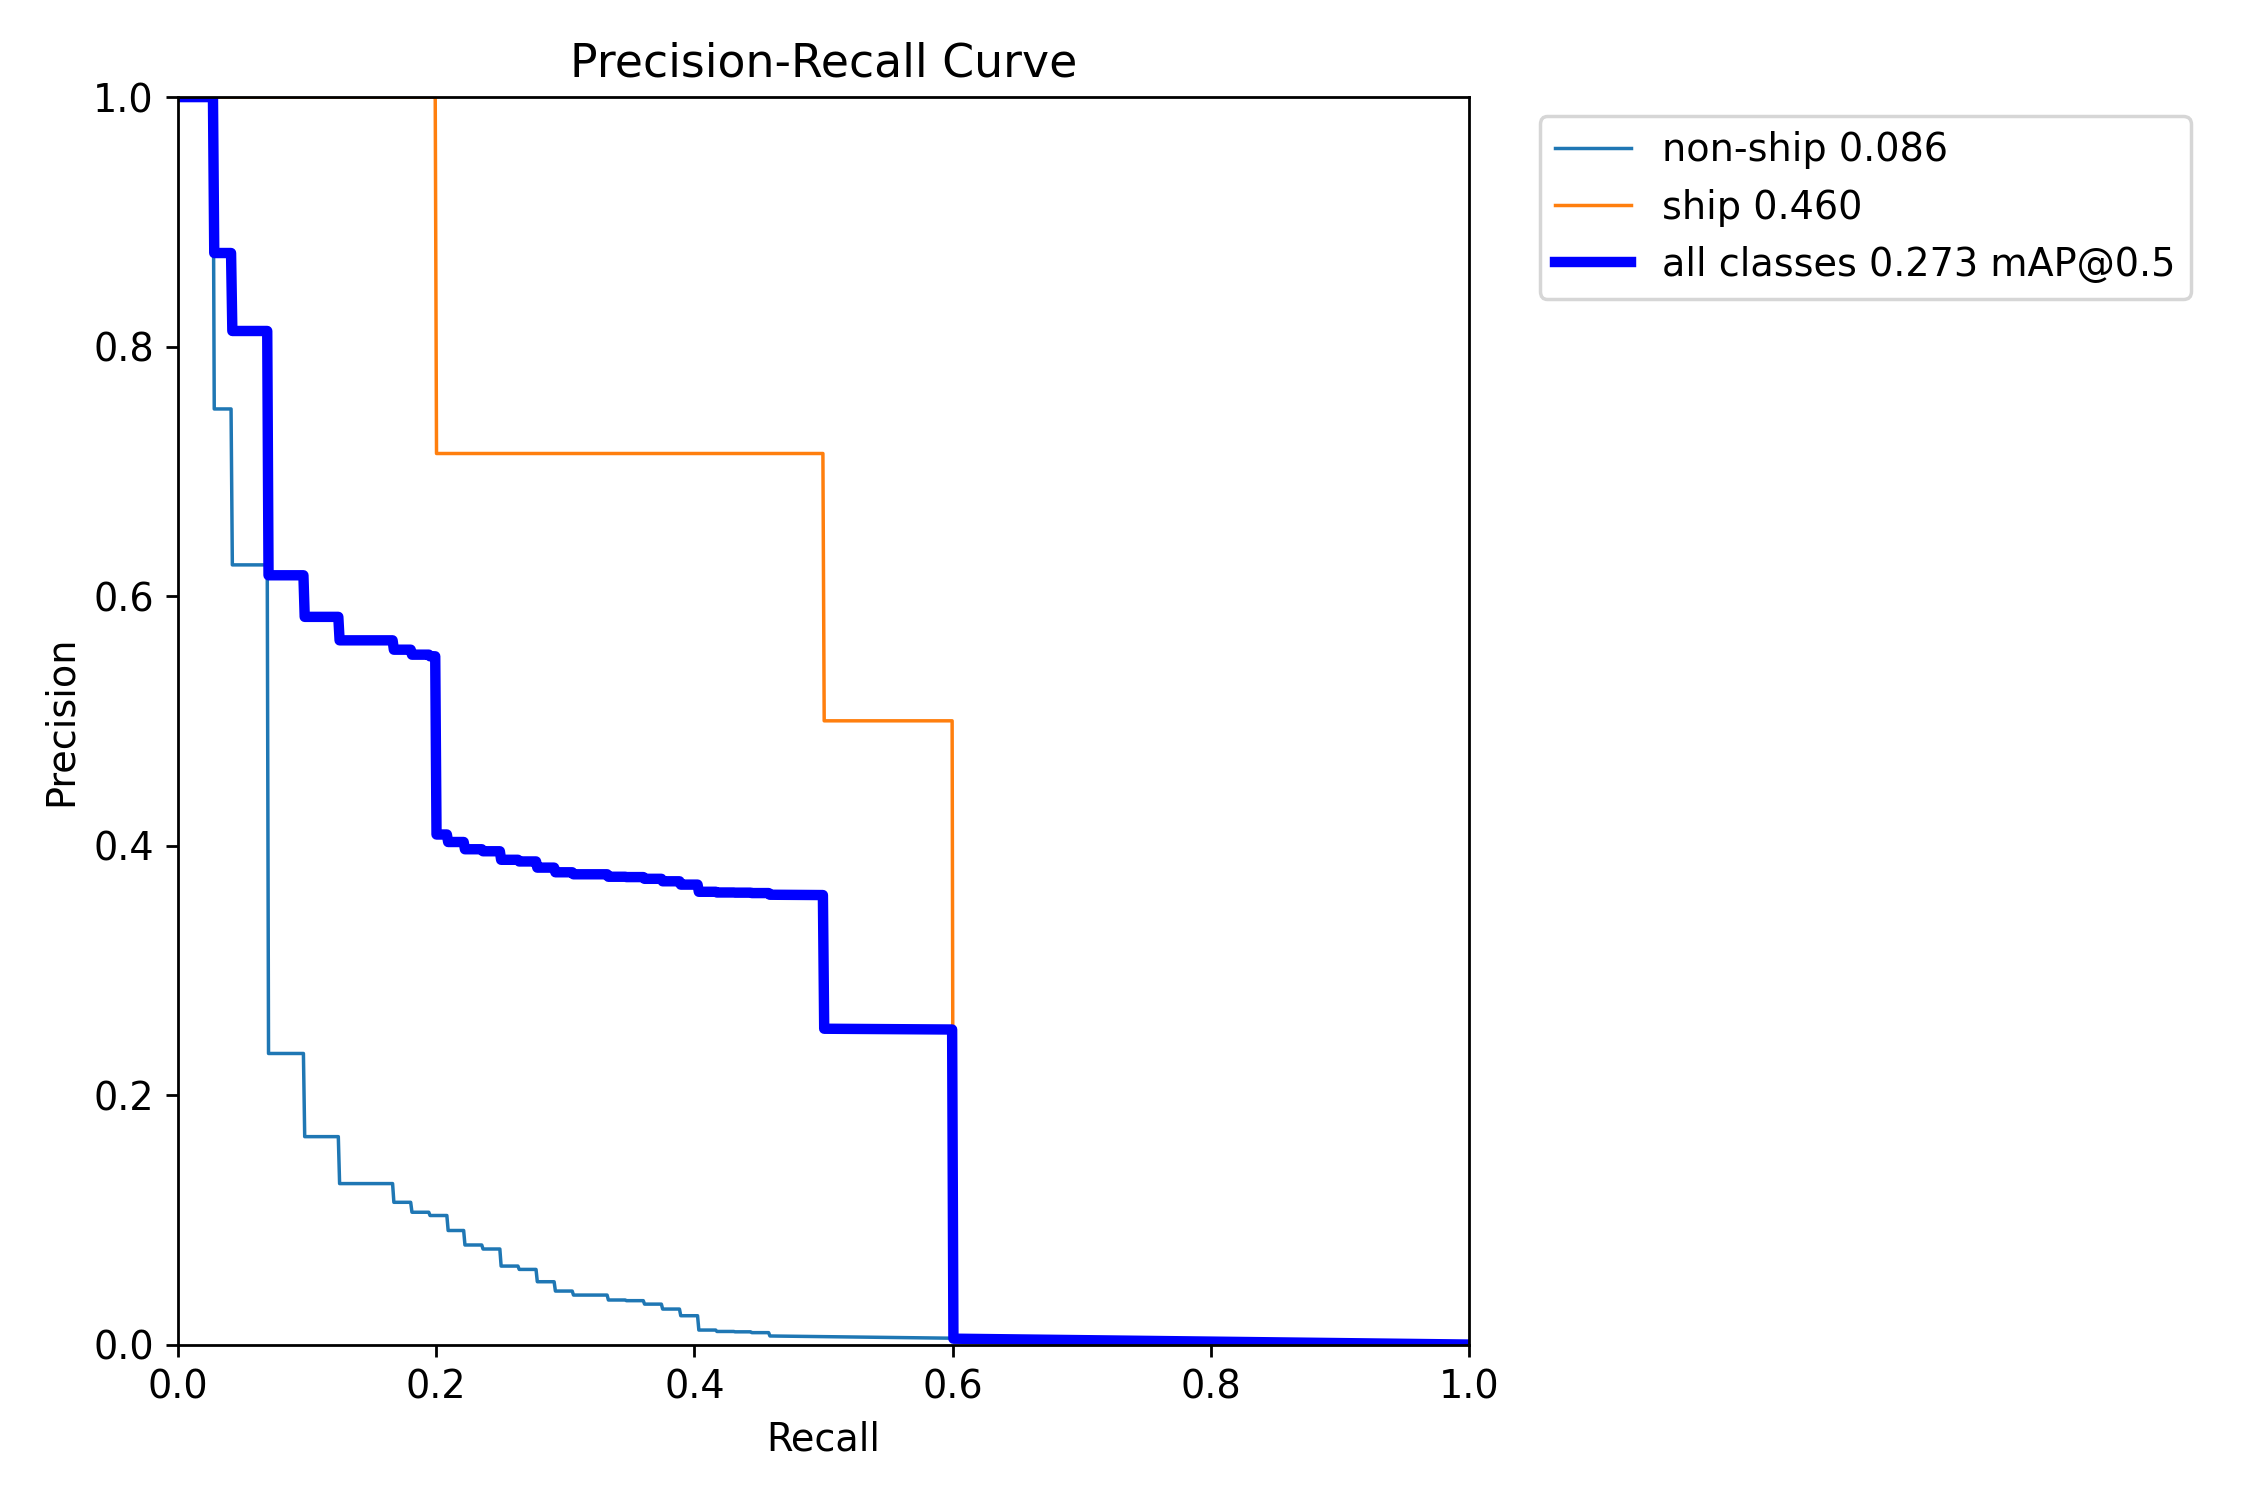 Precision-Recall Curve
1.0
0.8
0.6
0.4
0.2
0.0
Precision
0.0 0.2 0.4 0.6 0.8 1.0
Recall
non-ship 0.086
ship 0.460
all classes 0.273 mAP@0.5